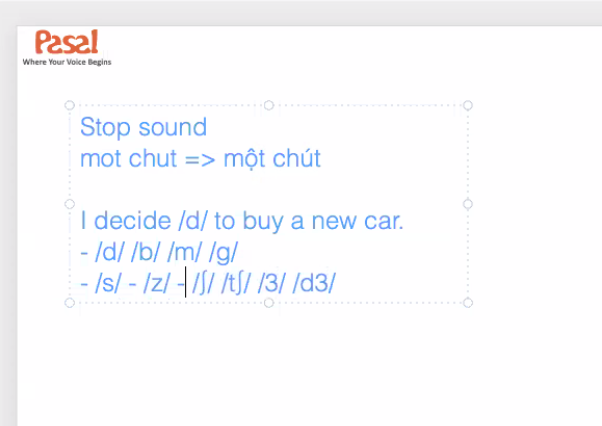 Pasal
Where Your Voice Begins
Stop sound
mot chut => một chút
I decide /d/ to buy a new car.
- /d/ /b/ /m/ /g/
- /s/ - /z/ - /ʃ/ /tʃ/ /3/ /d3/